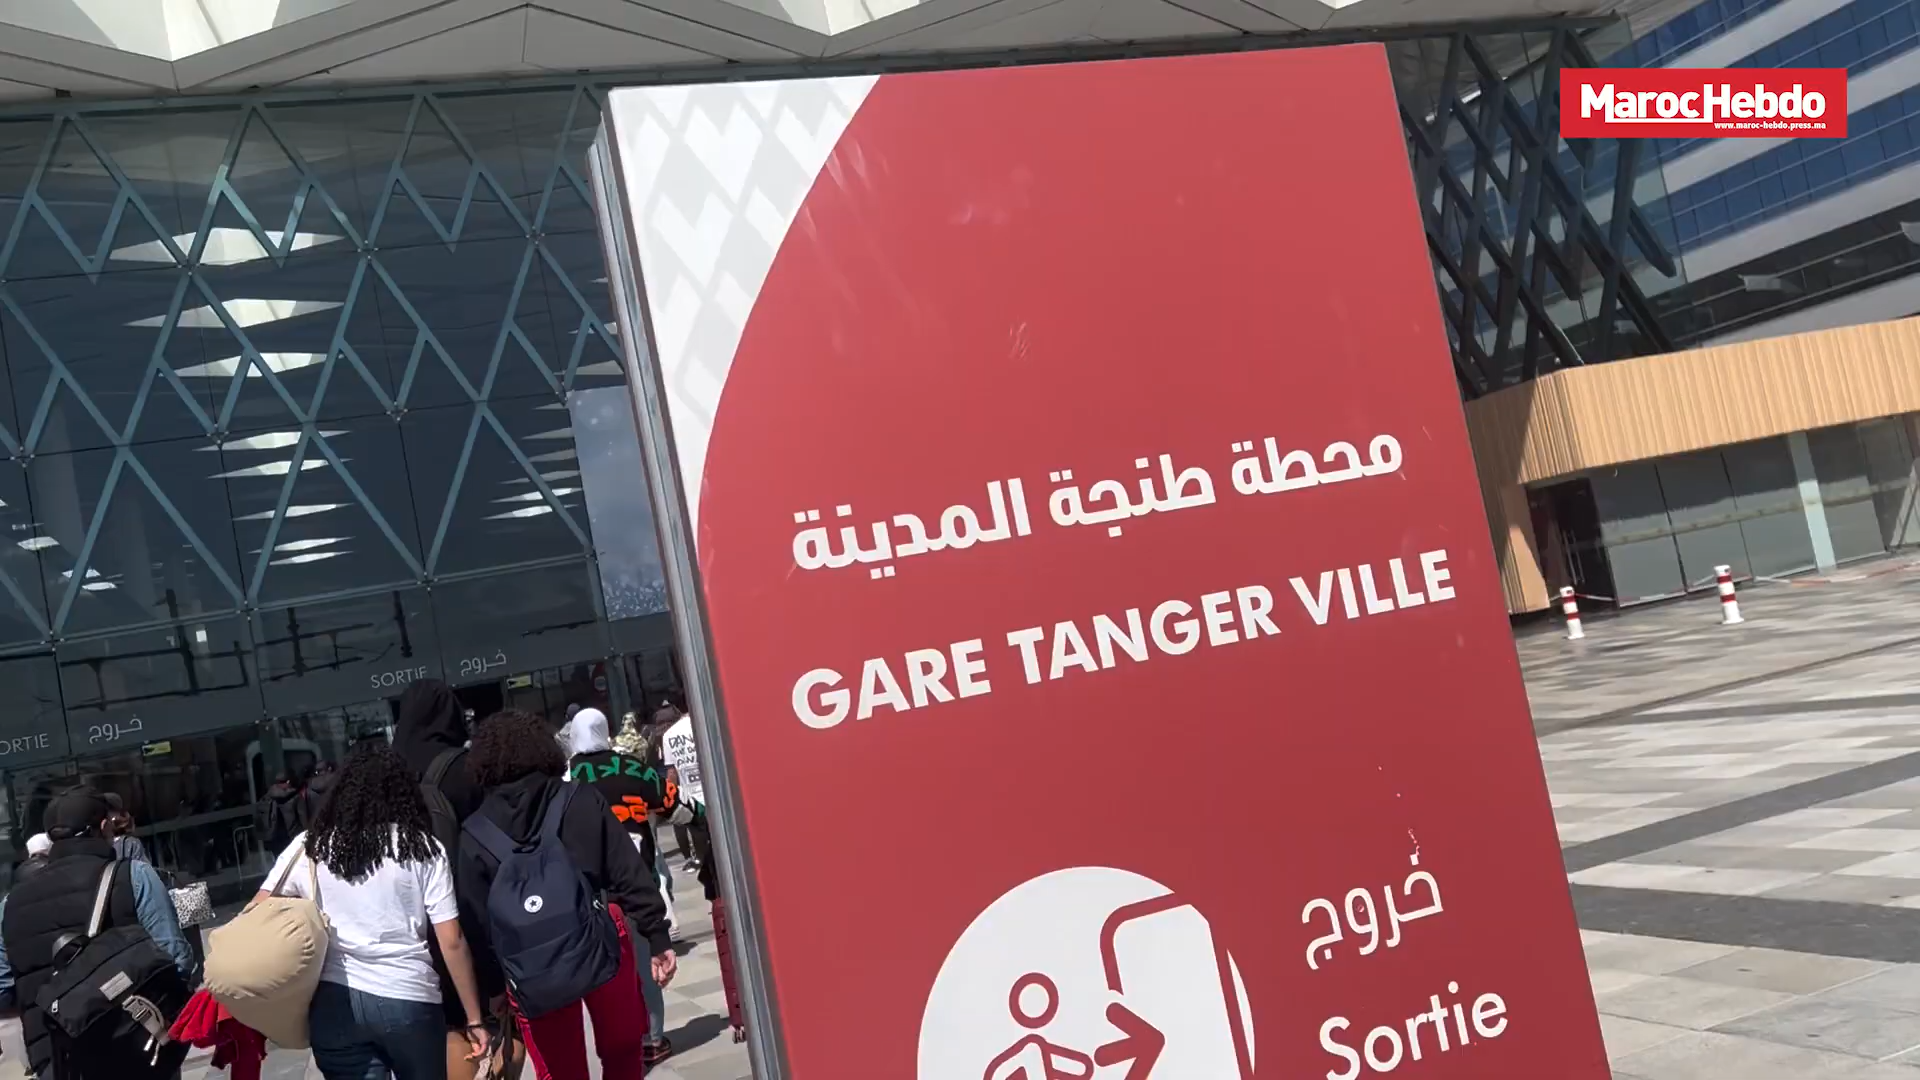 MarocHebdo
www.maroc-hebdo.press.ma
محطة طنجة المدينة
GARE TANGER VILLE
خروج
Sortie
SORTIE خروج
ORTIE خروج